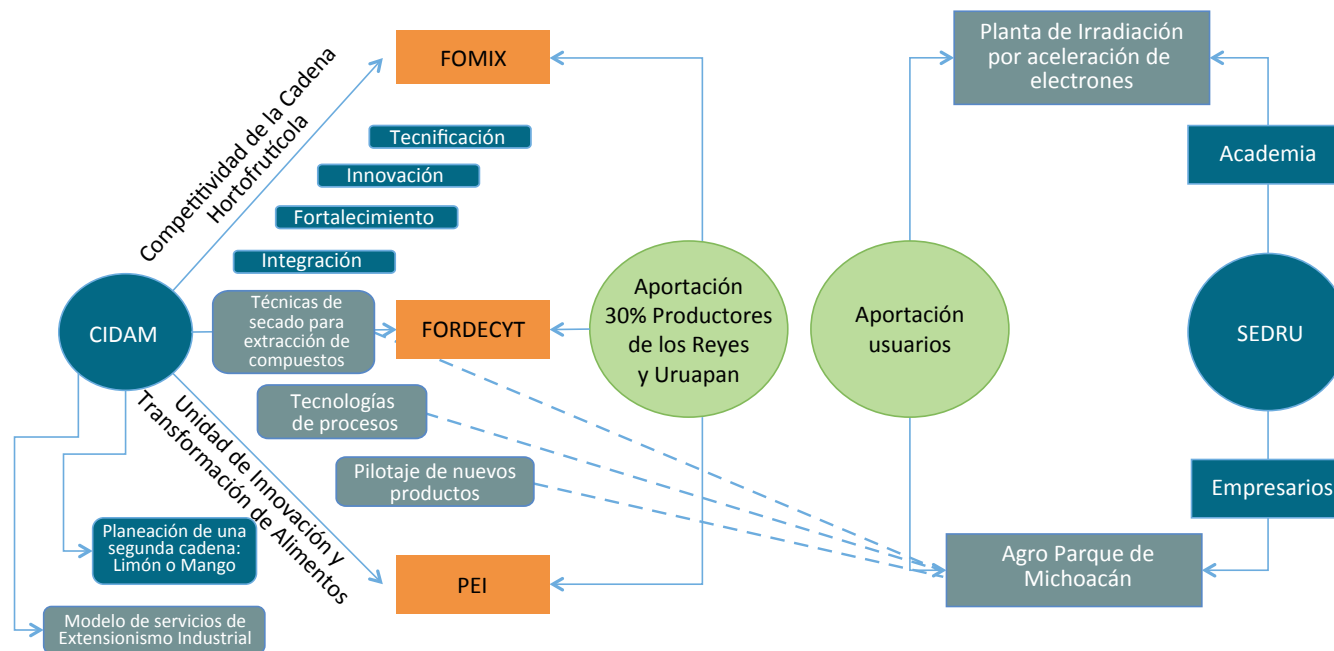 Competitividad de la Cadena
Hortofrutícola
FOMIX
Tecnificación
Innovación
Fortalecimiento
Integración
CIDAM
Técnicas de
secado para
extracción de
compuestos
FORDECYT
Tecnologías
de procesos
Pilotaje de nuevos
productos
Unidad de Innovación y
Transformación de Alimentos
PEI
Planeación de una
segunda cadena:
Limón o Mango
Modelo de servicios de
Extensionismo Industrial
Aportación
30% Productores
de los Reyes
y Uruapan
Aportación
usuarios
Planta de Irradiación
por aceleración de
electrones
Academia
SEDRU
Empresarios
Agro Parque de
Michoacán